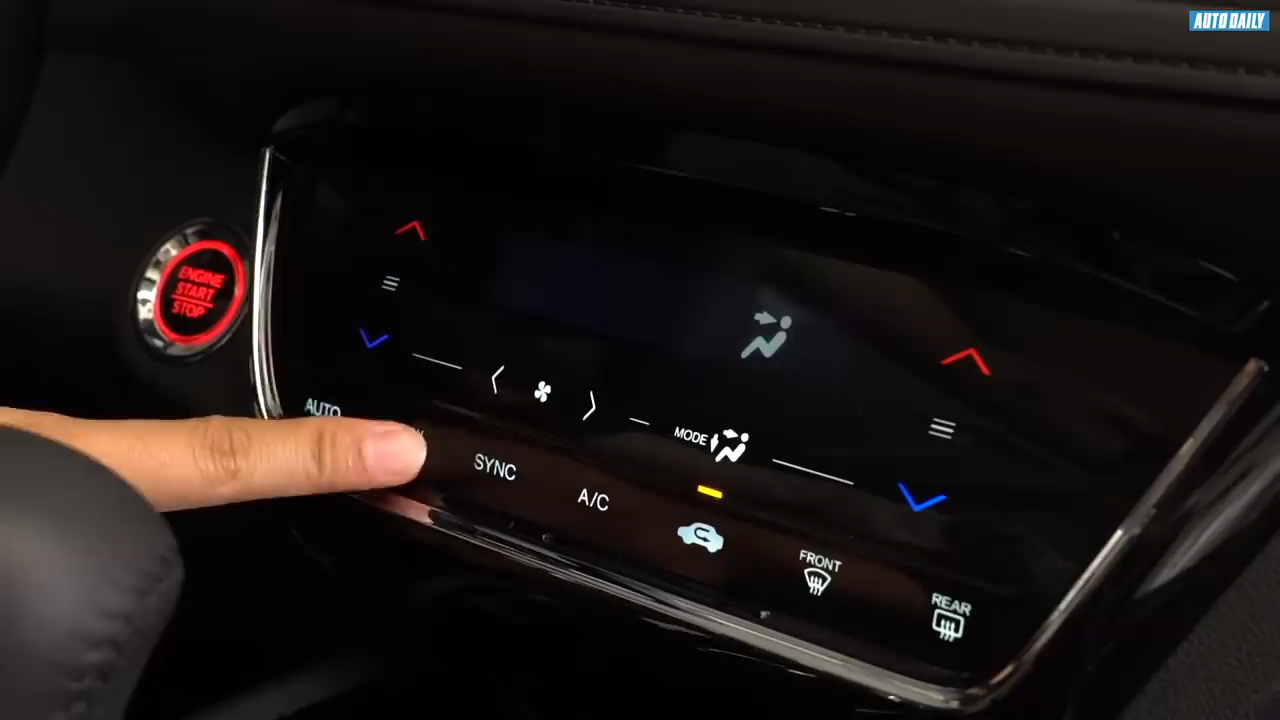 AUTO DAILY
ENGINE
START
STOP
AUTO
SYNC
A/C
MODE
FRONT
REAR